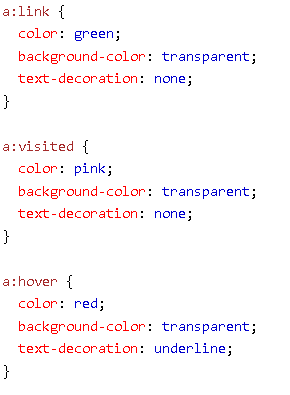 a:link {
  color: green;
  background-color: transparent;
  text-decoration: none;
}

a:visited {
  color: pink;
  background-color: transparent;
  text-decoration: none;
}

a:hover {
  color: red;
  background-color: transparent;
  text-decoration: underline;
}